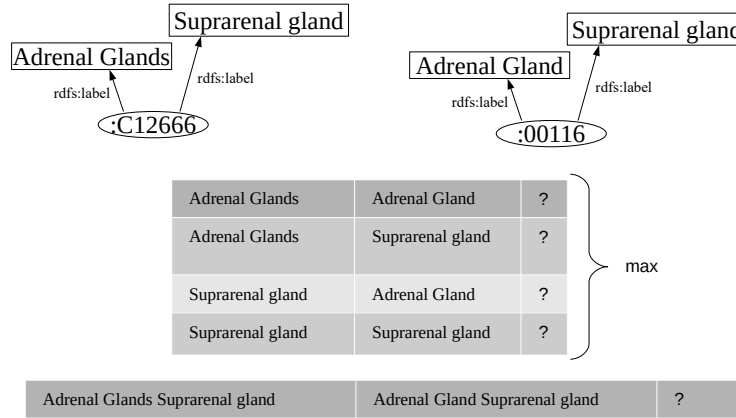 Suprarenal gland
Adrenal Glands
rdfs:label
rdfs:label
:C12666
Suprarenal gland
Adrenal Gland
rdfs:label
rdfs:label
:00116
Adrenal Glands Adrenal Gland ?
Adrenal Glands Suprarenal gland ?
Suprarenal gland Adrenal Gland ?
Suprarenal gland Suprarenal gland ?
max
Adrenal Glands Suprarenal gland Adrenal Gland Suprarenal gland ?